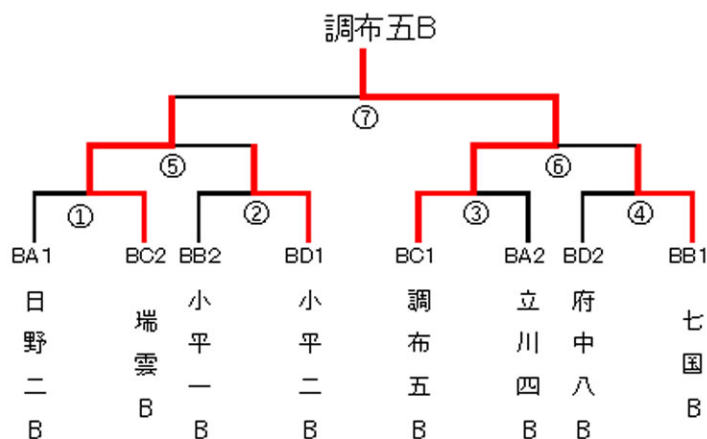 調布五B
⑦
⑤
⑥
①
②
③
④
BA1
BC2
BB2
BD1
BC1
BA2
BD2
BB1
日野二B
瑞雲B
小平一B
小平二B
調布五B
立川四B
府中八B
七国B